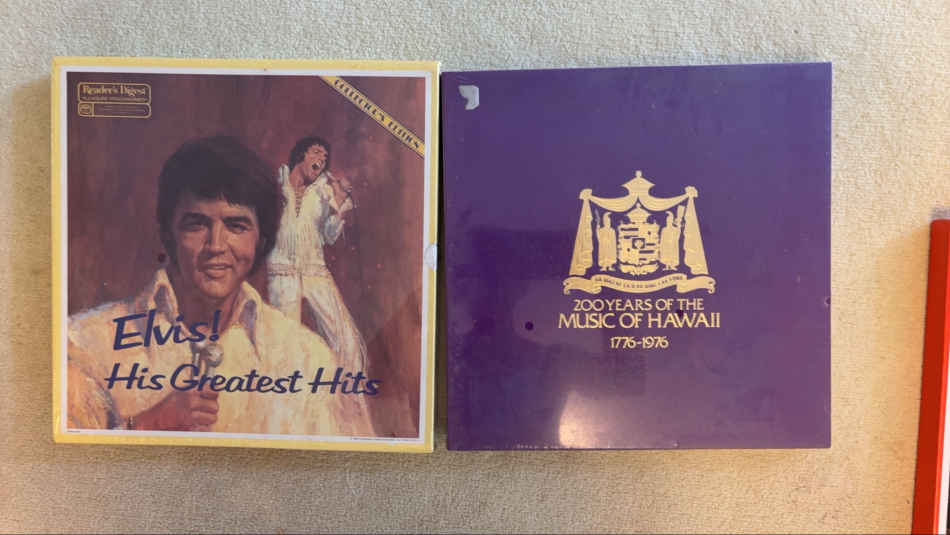 Reader's Digest
COLLECTOR'S EDITION
Elvis!
His Greatest Hits
200 YEARS OF THE
MUSIC OF HAWAII
1776-1976